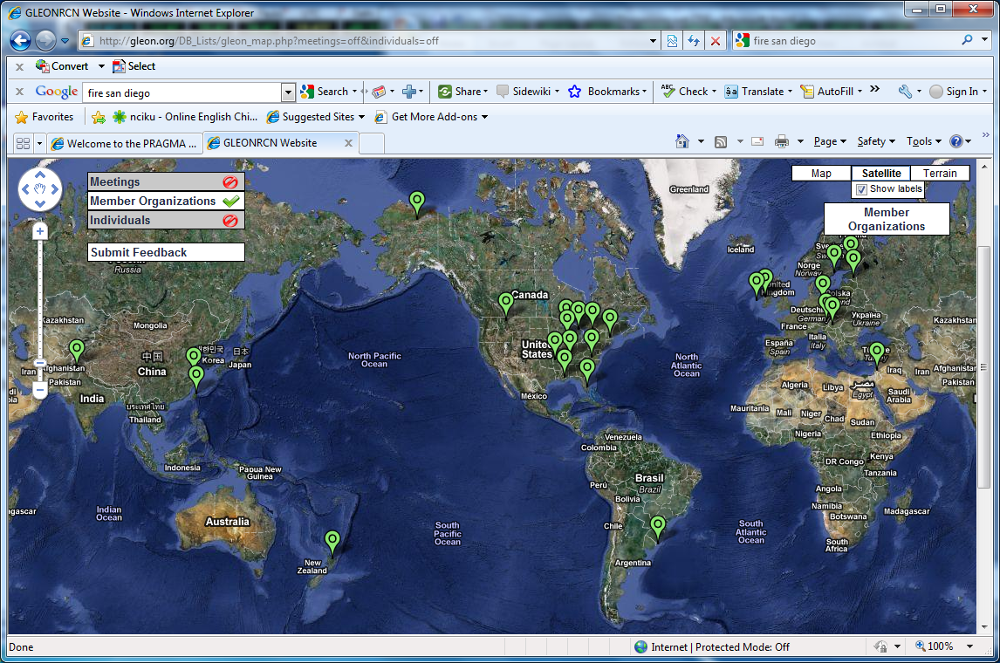 GLEONRCN Website - Windows Internet Explorer
http://gleon.org/DB_Lists/gleon_map.php?meetings=off&individuals=off
fire san diego
x Convert Select
x Google fire san diego Search Share Sidewiki Bookmarks Check Translate AutoFill Sign In
Favorites nciku - Online English Chi... Suggested Sites Get More Add-ons
Welcome to the PRAGMA ... GLEONRCN Website x Page Safety Tools
Meetings
Member Organizations
Individuals
Submit Feedback
Map Satellite Terrain
Show labels
Member
Organizations
Greenland
Iceland
Russia
Norge
Norway
United
Kingdom
Canada
Deutschland
Germany
Україна
Ukraine
France
Kazakhstan
Mongolia
Italia
Italy
Kazakhstan
中国
China
대한민국
Korea
日本
Japan
United
States
España
Spain
Iran
Afghanistan
Pakistan
North Pacific
Ocean
North
Atlantic
Ocean
Iraq
Iran
Afghanistan
Pakistan
India
México
Algeria
Libya
مصر
Egypt
Saudi
Arabia
ประเทศไทย
Thailand
Mauritania
Mali
Niger
Chad
Sudan
Venezuela
Colombia
Nigeria
Ethiopia
Indonesia
Papua New
Guinea
DR Congo
Kenya
Tanzania
Perú
Brasil
Brazil
Bolivia
Angola
Indian
Ocean
Namibia
Botswana
Madagascar
Australia
South
Pacific
Ocean
Chile
South
Atlantic
Ocean
South
Africa
New
Zealand
Argentina
Done
Internet | Protected Mode: Off
100%